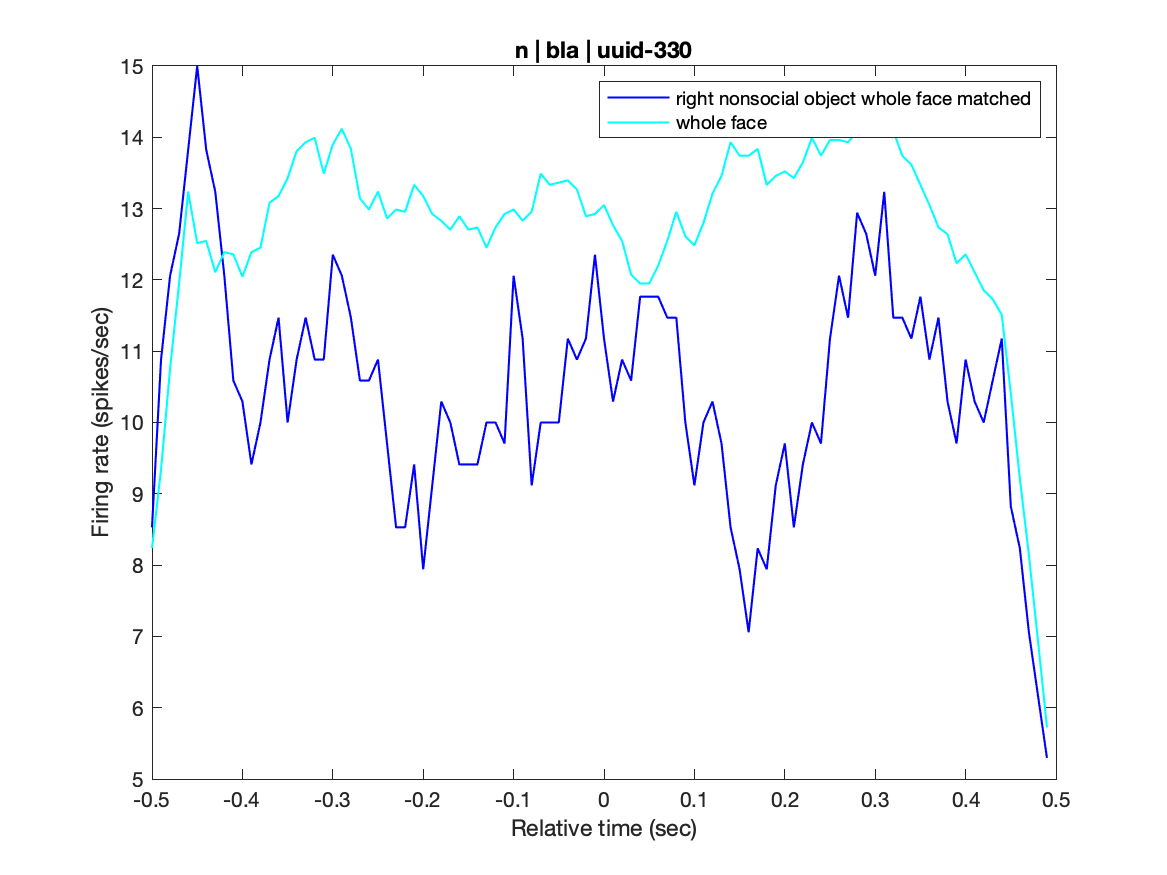 n | bla | uuid-330
right nonsocial object whole face matched
whole face
15
14
13
12
11
10
9
8
7
6
5
Firing rate (spikes/sec)
-0.5 -0.4 -0.3 -0.2 -0.1 0 0.1 0.2 0.3 0.4 0.5
Relative time (sec)